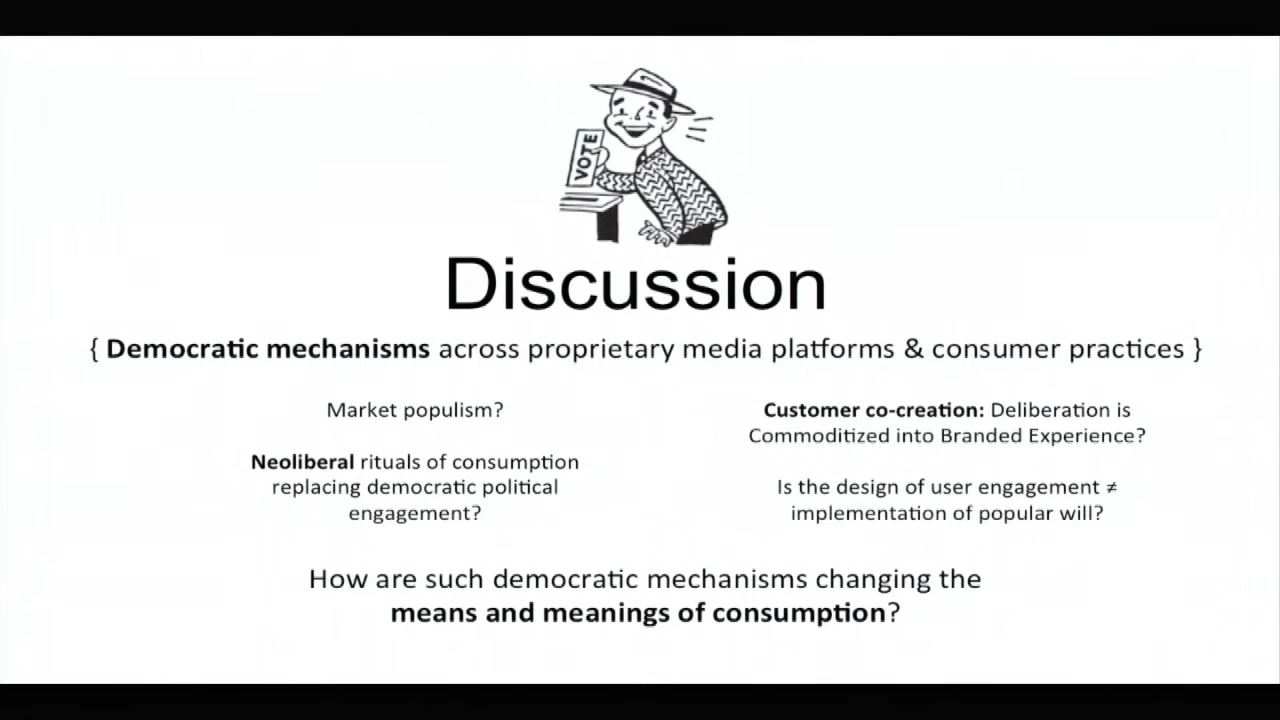 VOTE
Discussion
{ Democratic mechanisms across proprietary media platforms & consumer practices }
Market populism?
Neoliberal rituals of consumption
replacing democratic political
engagement?
Customer co-creation: Deliberation is
Commoditized into Branded Experience?
Is the design of user engagement ≠
implementation of popular will?
How are such democratic mechanisms changing the
means and meanings of consumption?